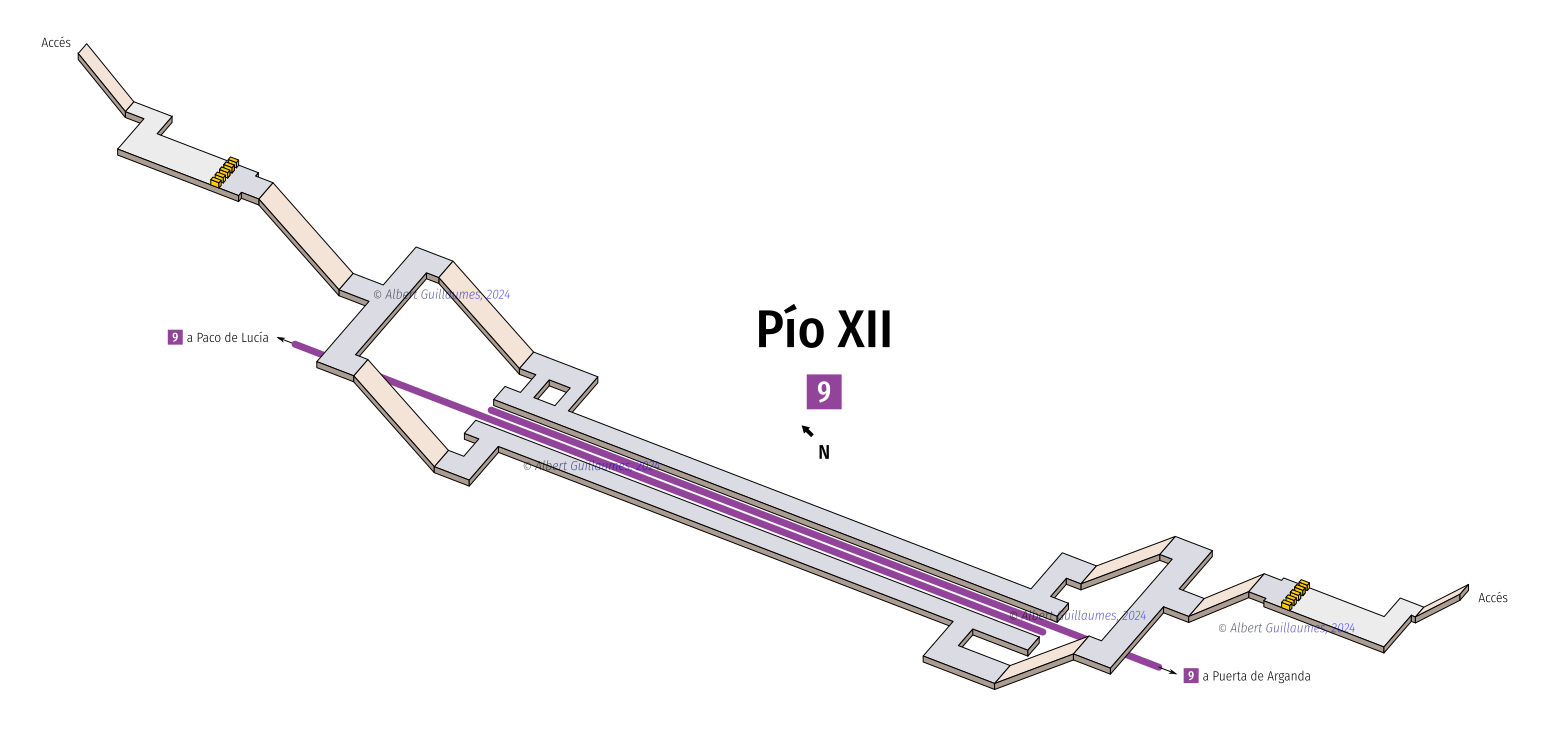 Accés
© Albert Guillaumes, 2024
Pío XII
9 a Paco de Lucía
9
N
© Albert Guillaumes, 2024
Accés
© Albert Guillaumes, 2024
© Albert Guillaumes, 2024
9 a Puerta de Arganda